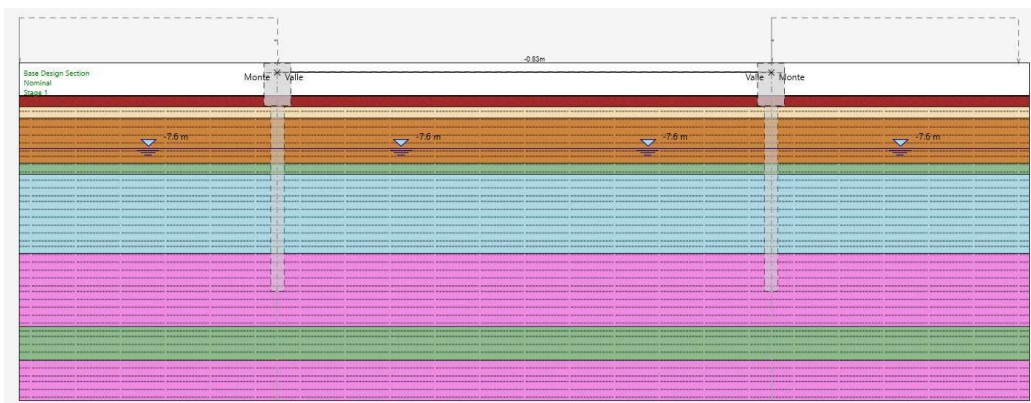 -0.83m
Base Design Section
Nominal
Stage 1
Monte Valle Valle Monte
-7.6 m -7.6 m -7.6 m -7.6 m